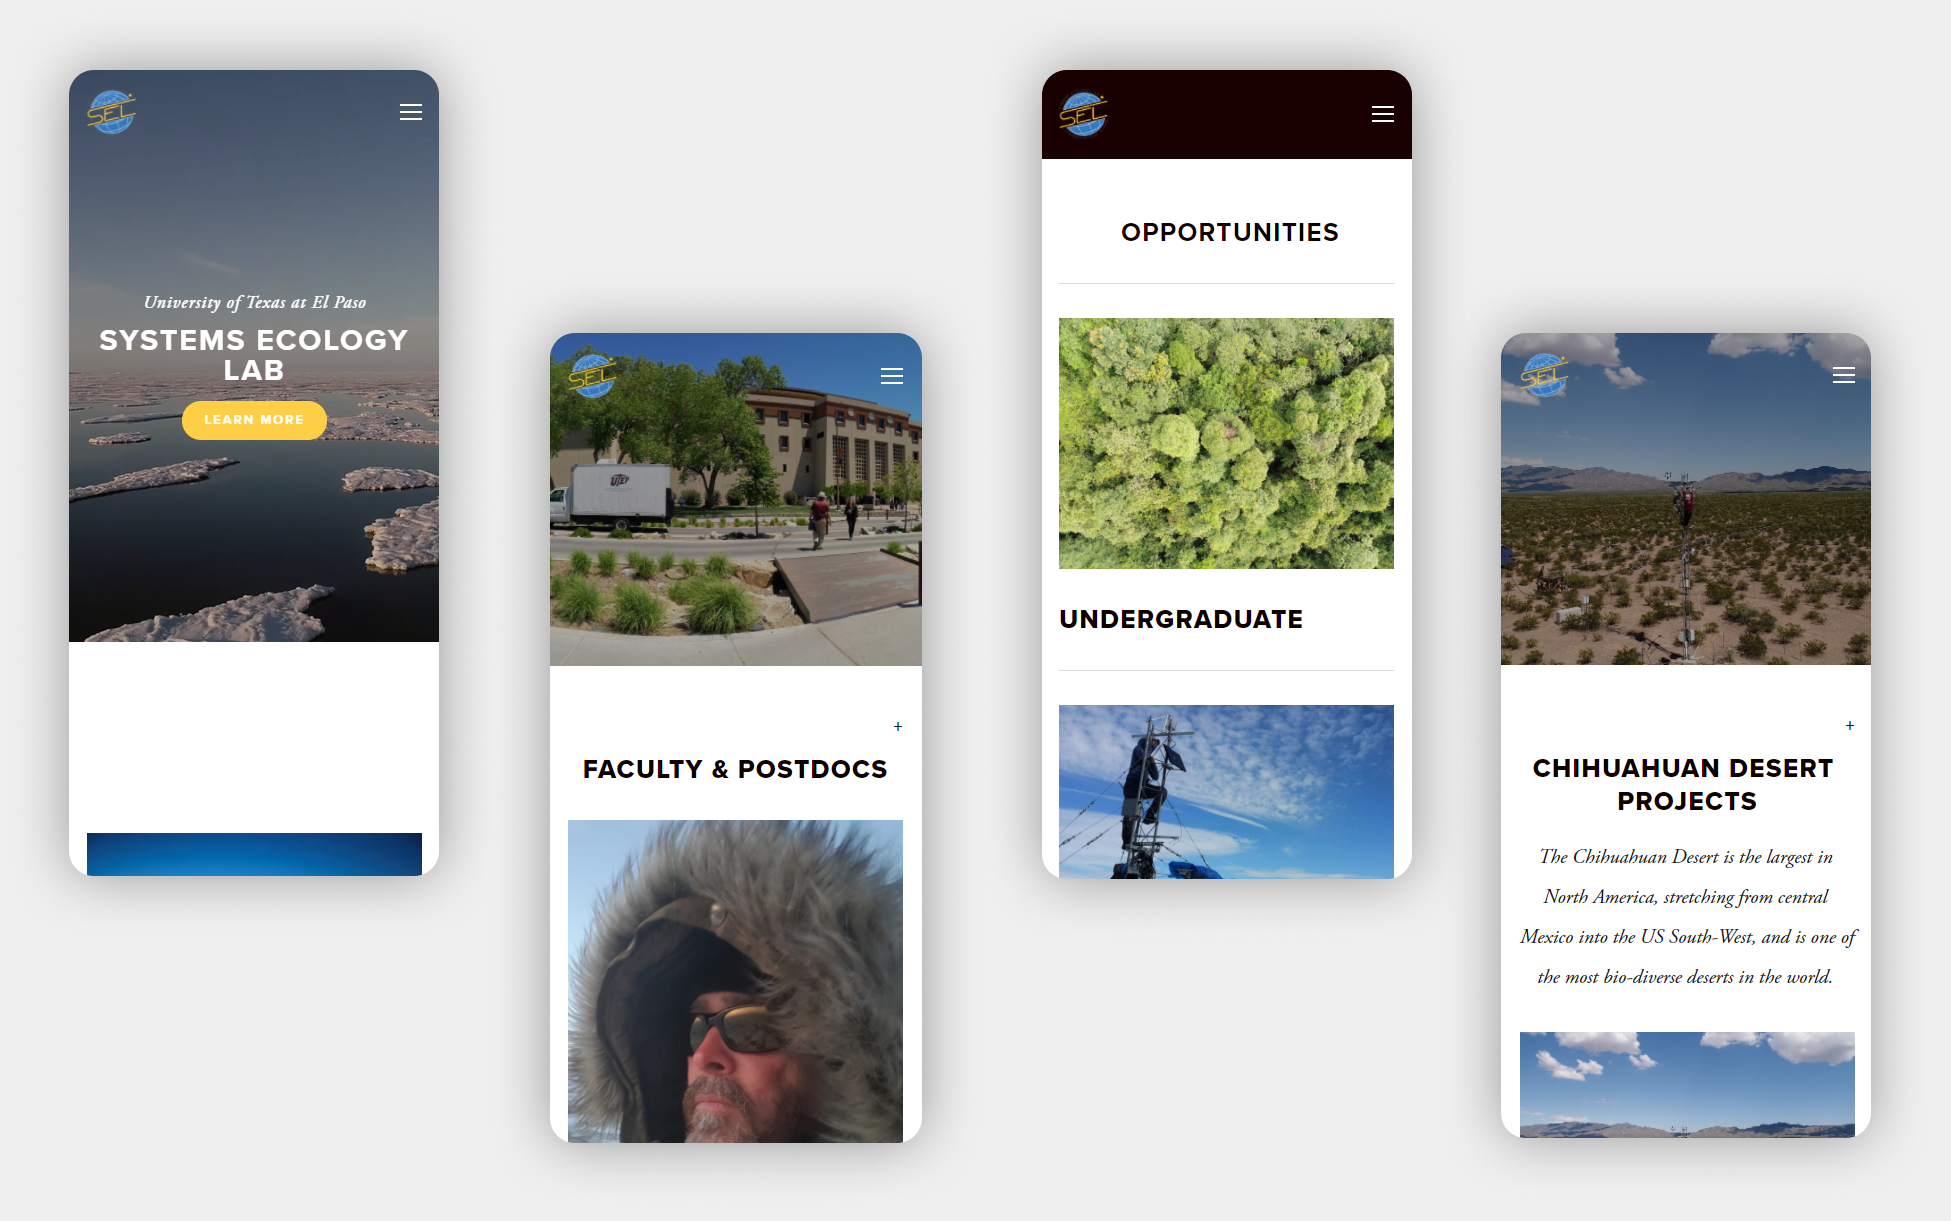 SEL
University of Texas at El Paso
SYSTEMS ECOLOGY
LAB
LEARN MORE
SEL
UTEP
+
FACULTY & POSTDOCS
SEL
OPPORTUNITIES
UNDERGRADUATE
SEL
+
CHIHUAHUAN DESERT
PROJECTS
The Chihuahuan Desert is the largest in
North America, stretching from central
Mexico into the US South-West, and is one of
the most bio-diverse deserts in the world.